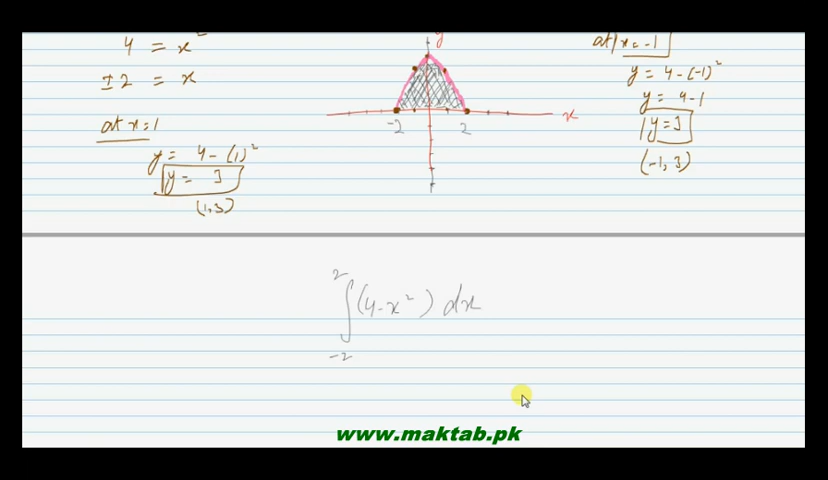 4 = x²
±2 = x
at x=1
y = 4-(1)²
y = 3
(1,3)
y
x
-2
2
at x=-1
y = 4-(-1)²
y = 4-1
y=3
(-1,3)
2
∫(4-x²) dx
-2
www.maktab.pk